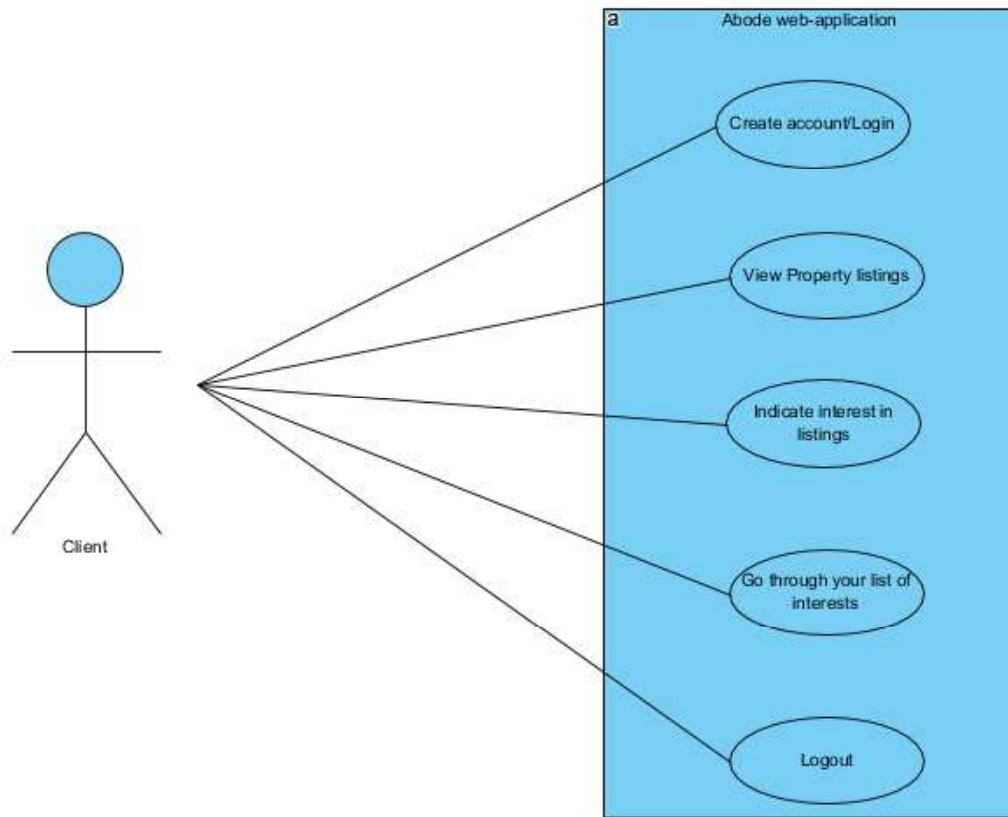 a
Abode web-application
Create account/Login
View Property listings
Indicate interest in
listings
Go through your list of
interests
Logout
Client